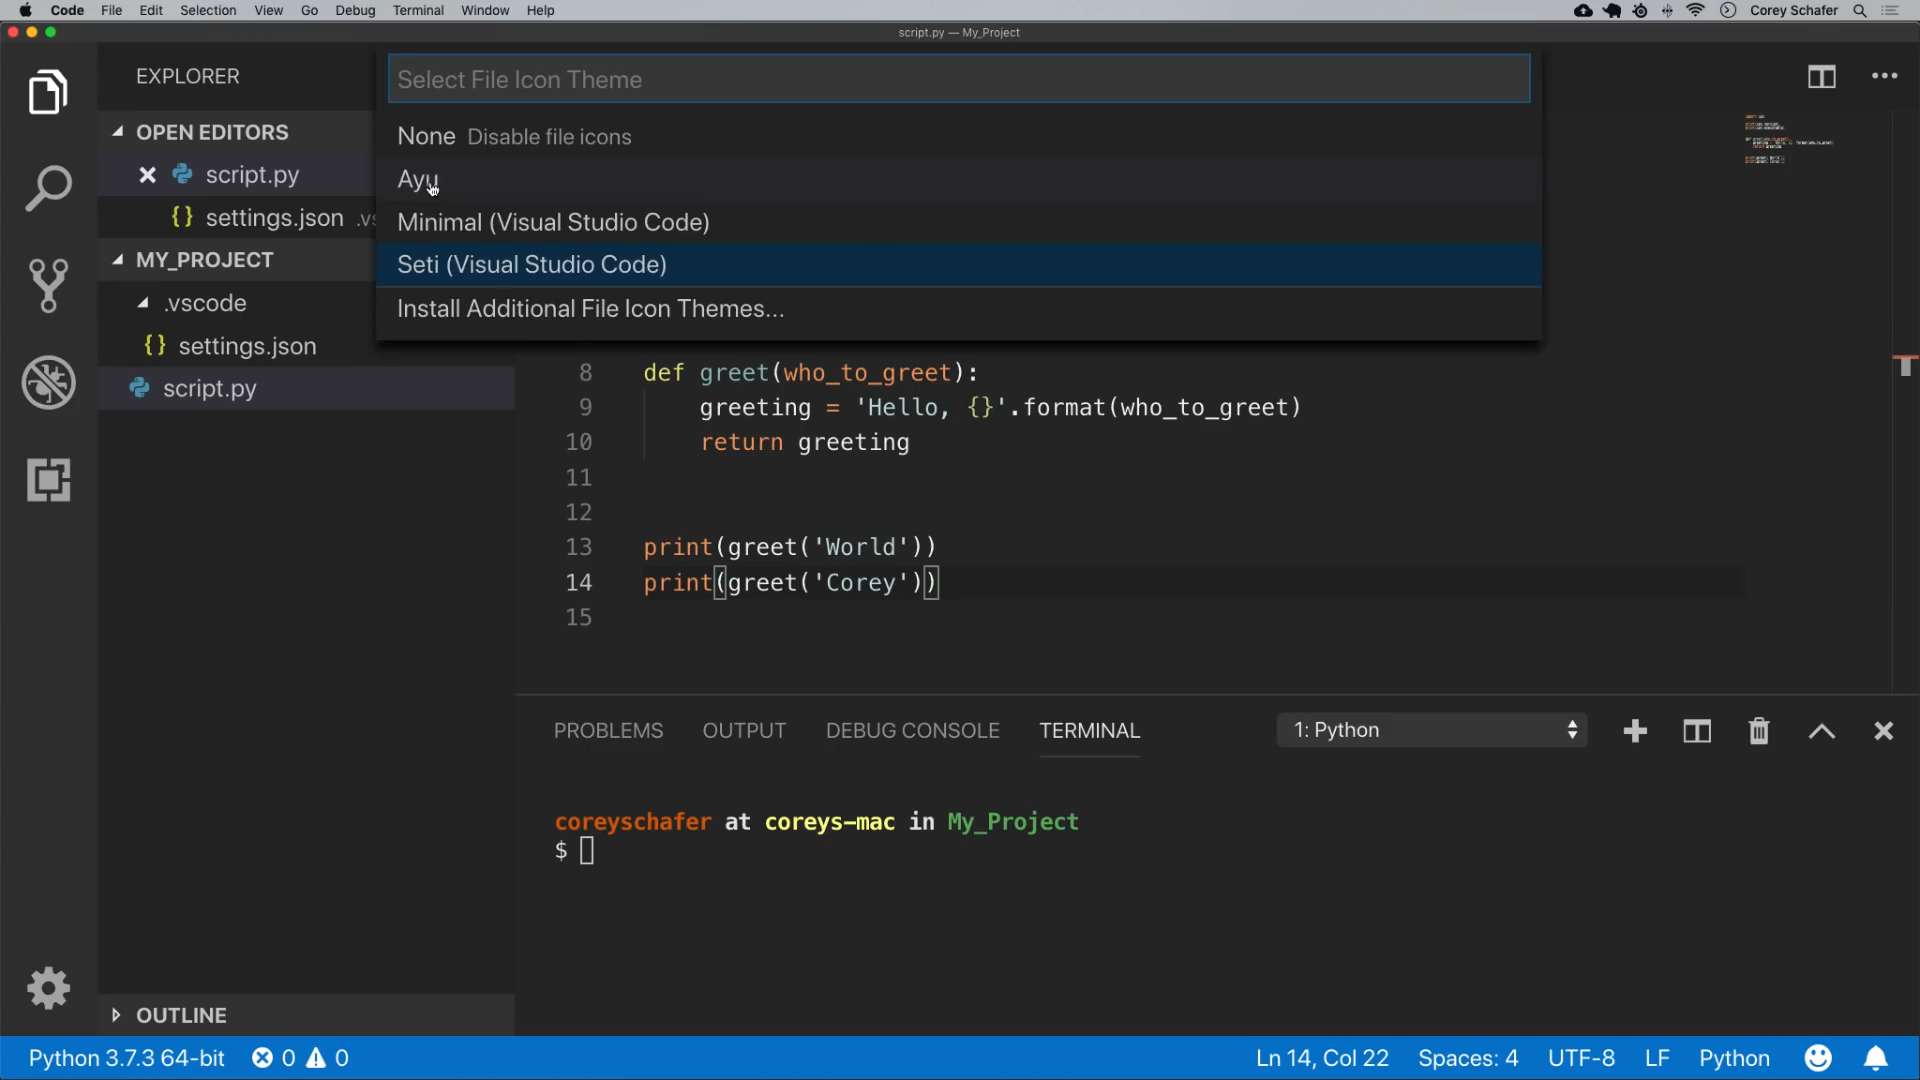 Code File Edit Selection View Go Debug Terminal Window Help Corey Schafer
script.py — My_Project
EXPLORER
OPEN EDITORS
script.py
{} settings.json .vs
MY_PROJECT
.vscode
{} settings.json
script.py
OUTLINE
Select File Icon Theme
None Disable file icons
Ayu
Minimal (Visual Studio Code)
Seti (Visual Studio Code)
Install Additional File Icon Themes...
8 def greet(who_to_greet):
9 greeting = 'Hello, {}'.format(who_to_greet)
10 return greeting
11
12
13 print(greet('World'))
14 print(greet('Corey'))
15
PROBLEMS OUTPUT DEBUG CONSOLE TERMINAL 1: Python
coreyschafer at coreys-mac in My_Project
$
Python 3.7.3 64-bit 0 0 Ln 14, Col 22 Spaces: 4 UTF-8 LF Python